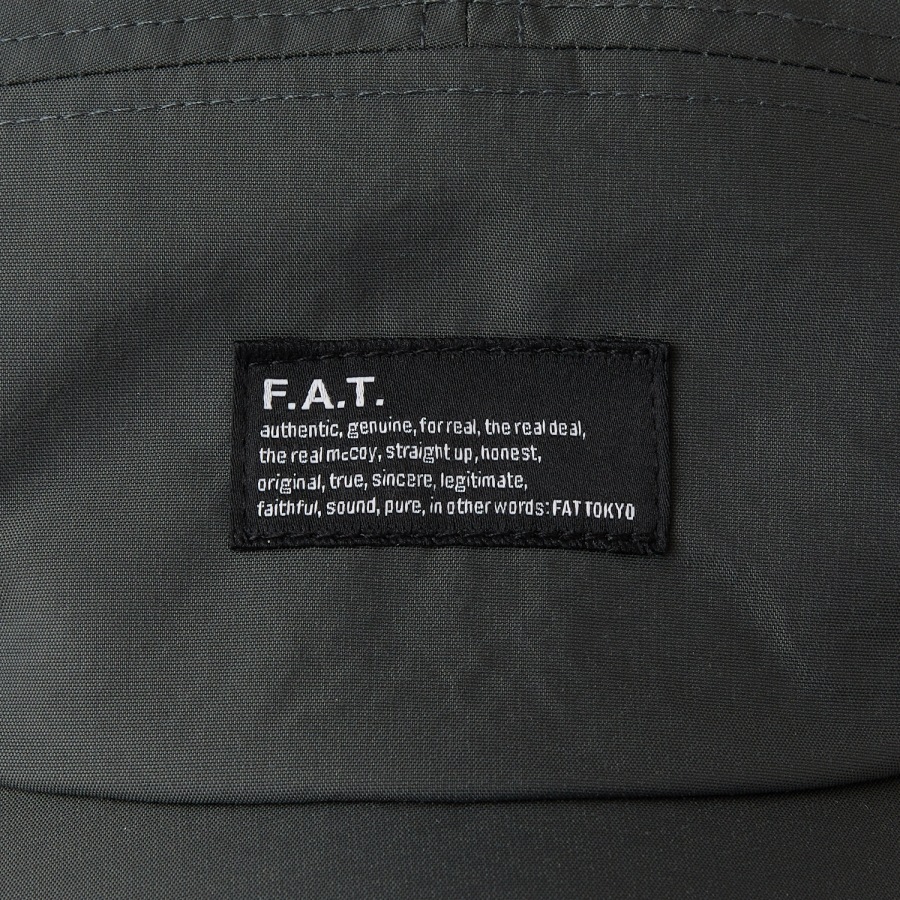 F.A.T.
authentic, genuine, for real, the real deal,
the real mccoy, straight up, honest,
original, true, sincere, legitimate,
faithful, sound, pure, in other words: FAT TOKYO